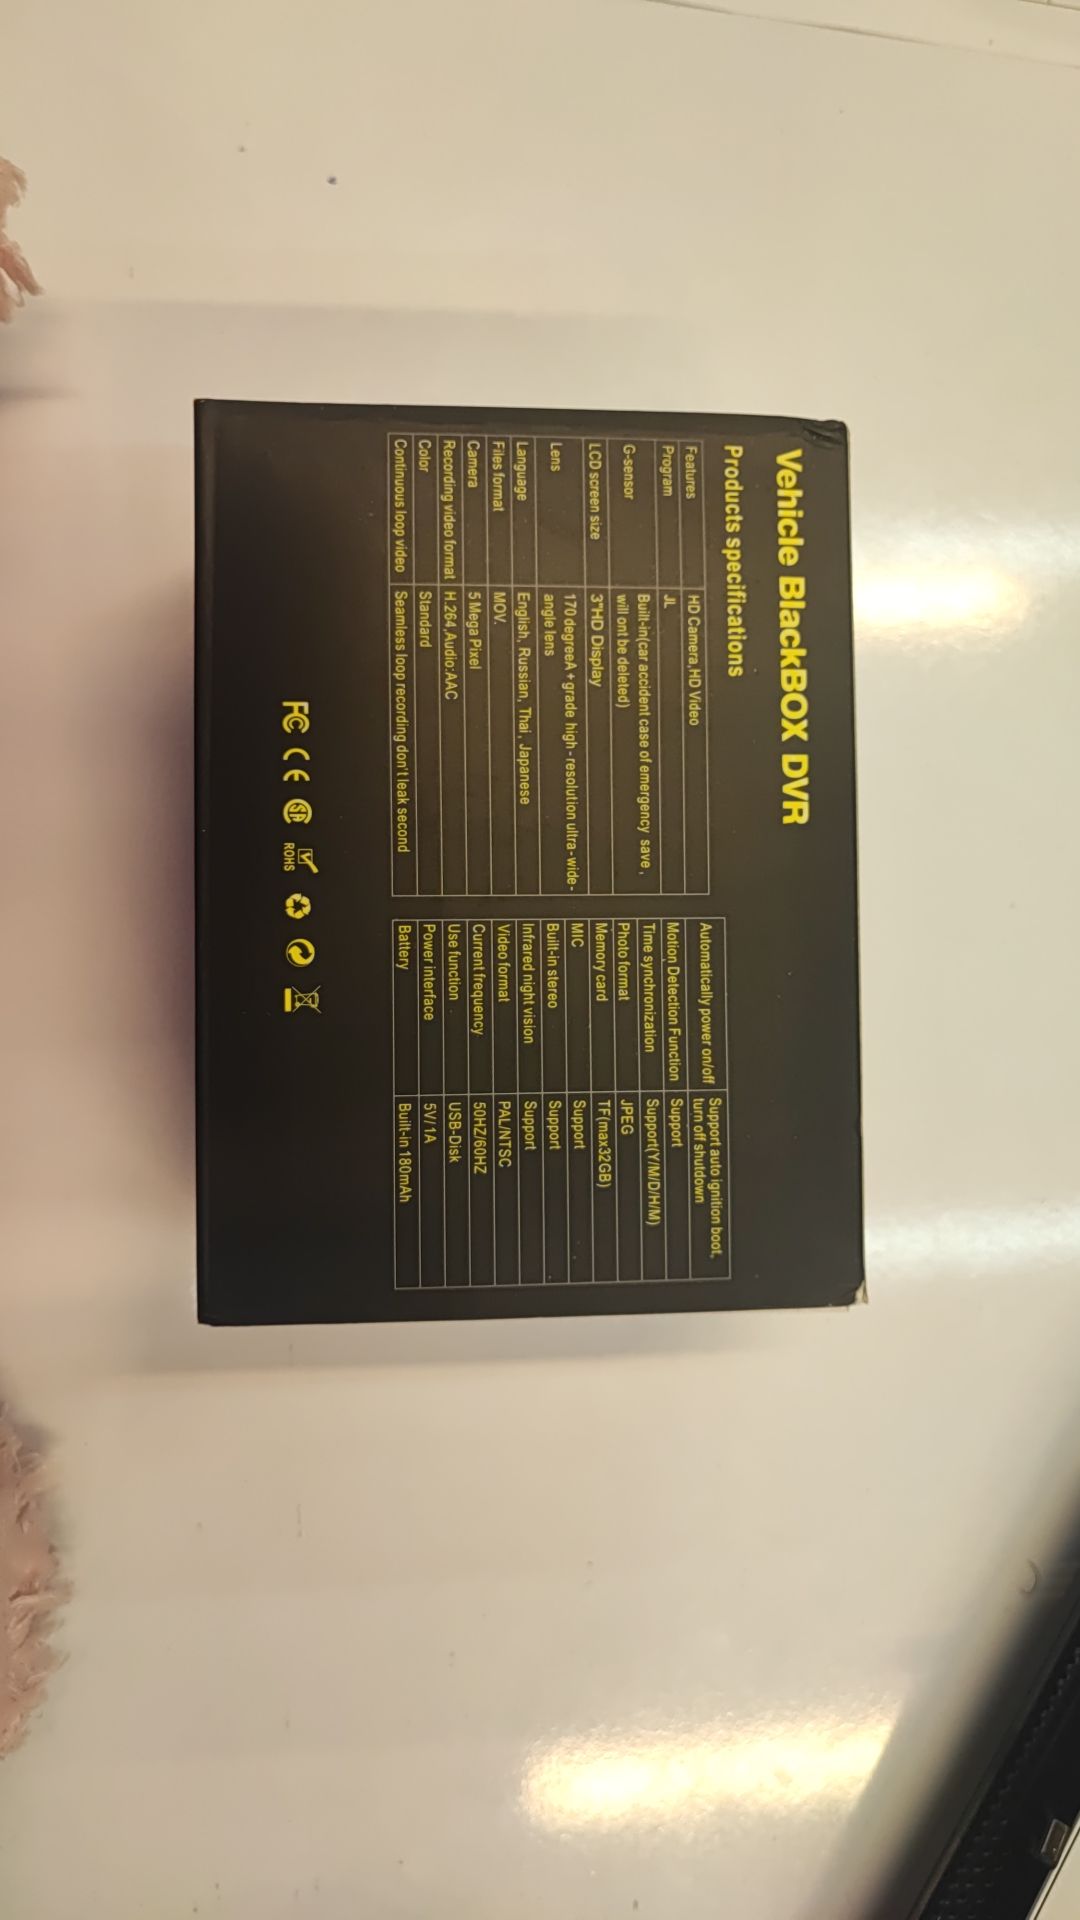 Vehicle BlackBOX DVR
Products specifications
Features HD Camera,HD Video
Program JL
G-sensor Built-in(car accident case of emergency save,
will ont be deleted)
LCD screen size 3"HD Display
Lens 170 degreeA+grade high-resolution ultra-wide-
angle lens
Language English, Russian, Thai, Japanese
Files format MOV.
Camera 5 Mega Pixel
Recording video format H.264,Audio:AAC
Color Standard
Continuous loop video Seamless loop recording don't leak second
Automatically power on/off Support auto ignition boot,
turn off shutdown
Motion Detection Function Support
Time synchronization Support(Y/M/D/H/M)
Photo format JPEG
Memory card TF(max32GB)
MIC Support
Built-in stereo Support
Infrared night vision Support
Video format PAL/NTSC
Current frequency 50HZ/60HZ
Use function USB-Disk
Power interface 5V/1A
Battery Built-in 180mAh
FC CE SA ROHS